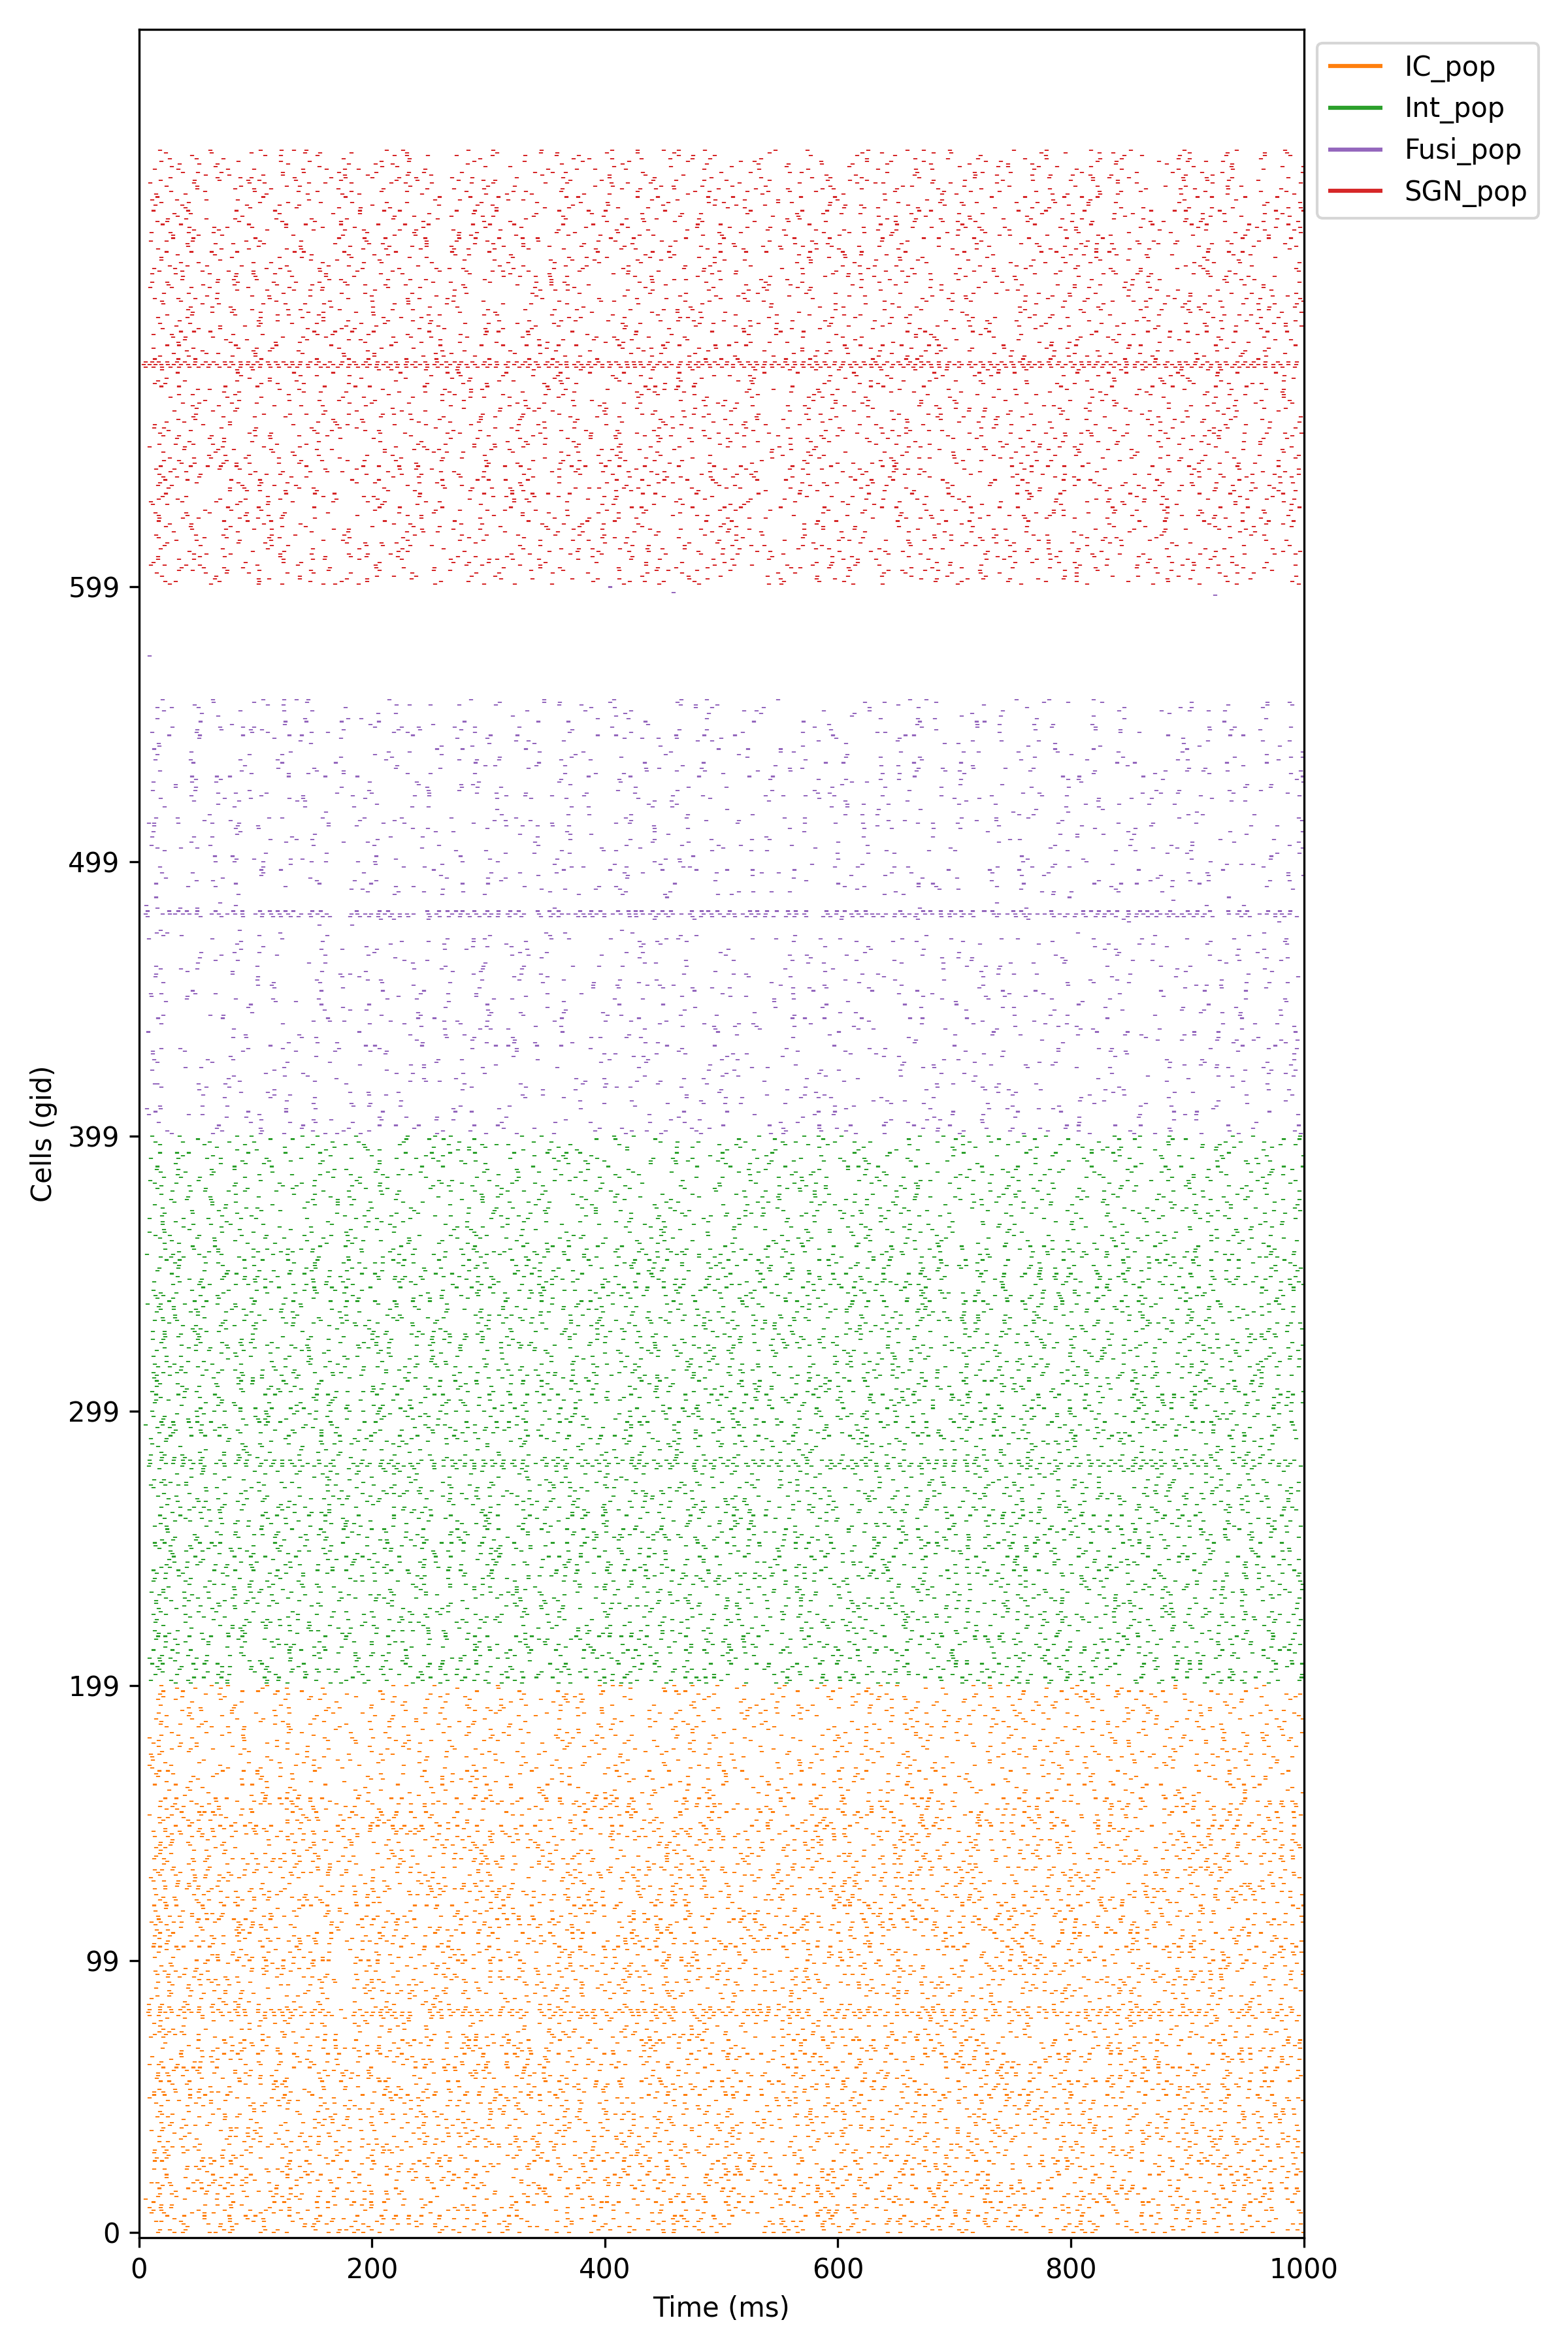 IC_pop
Int_pop
Fusi_pop
SGN_pop
599
499
399
299
199
99
0
Cells (gid)
0 200 400 600 800 1000
Time (ms)